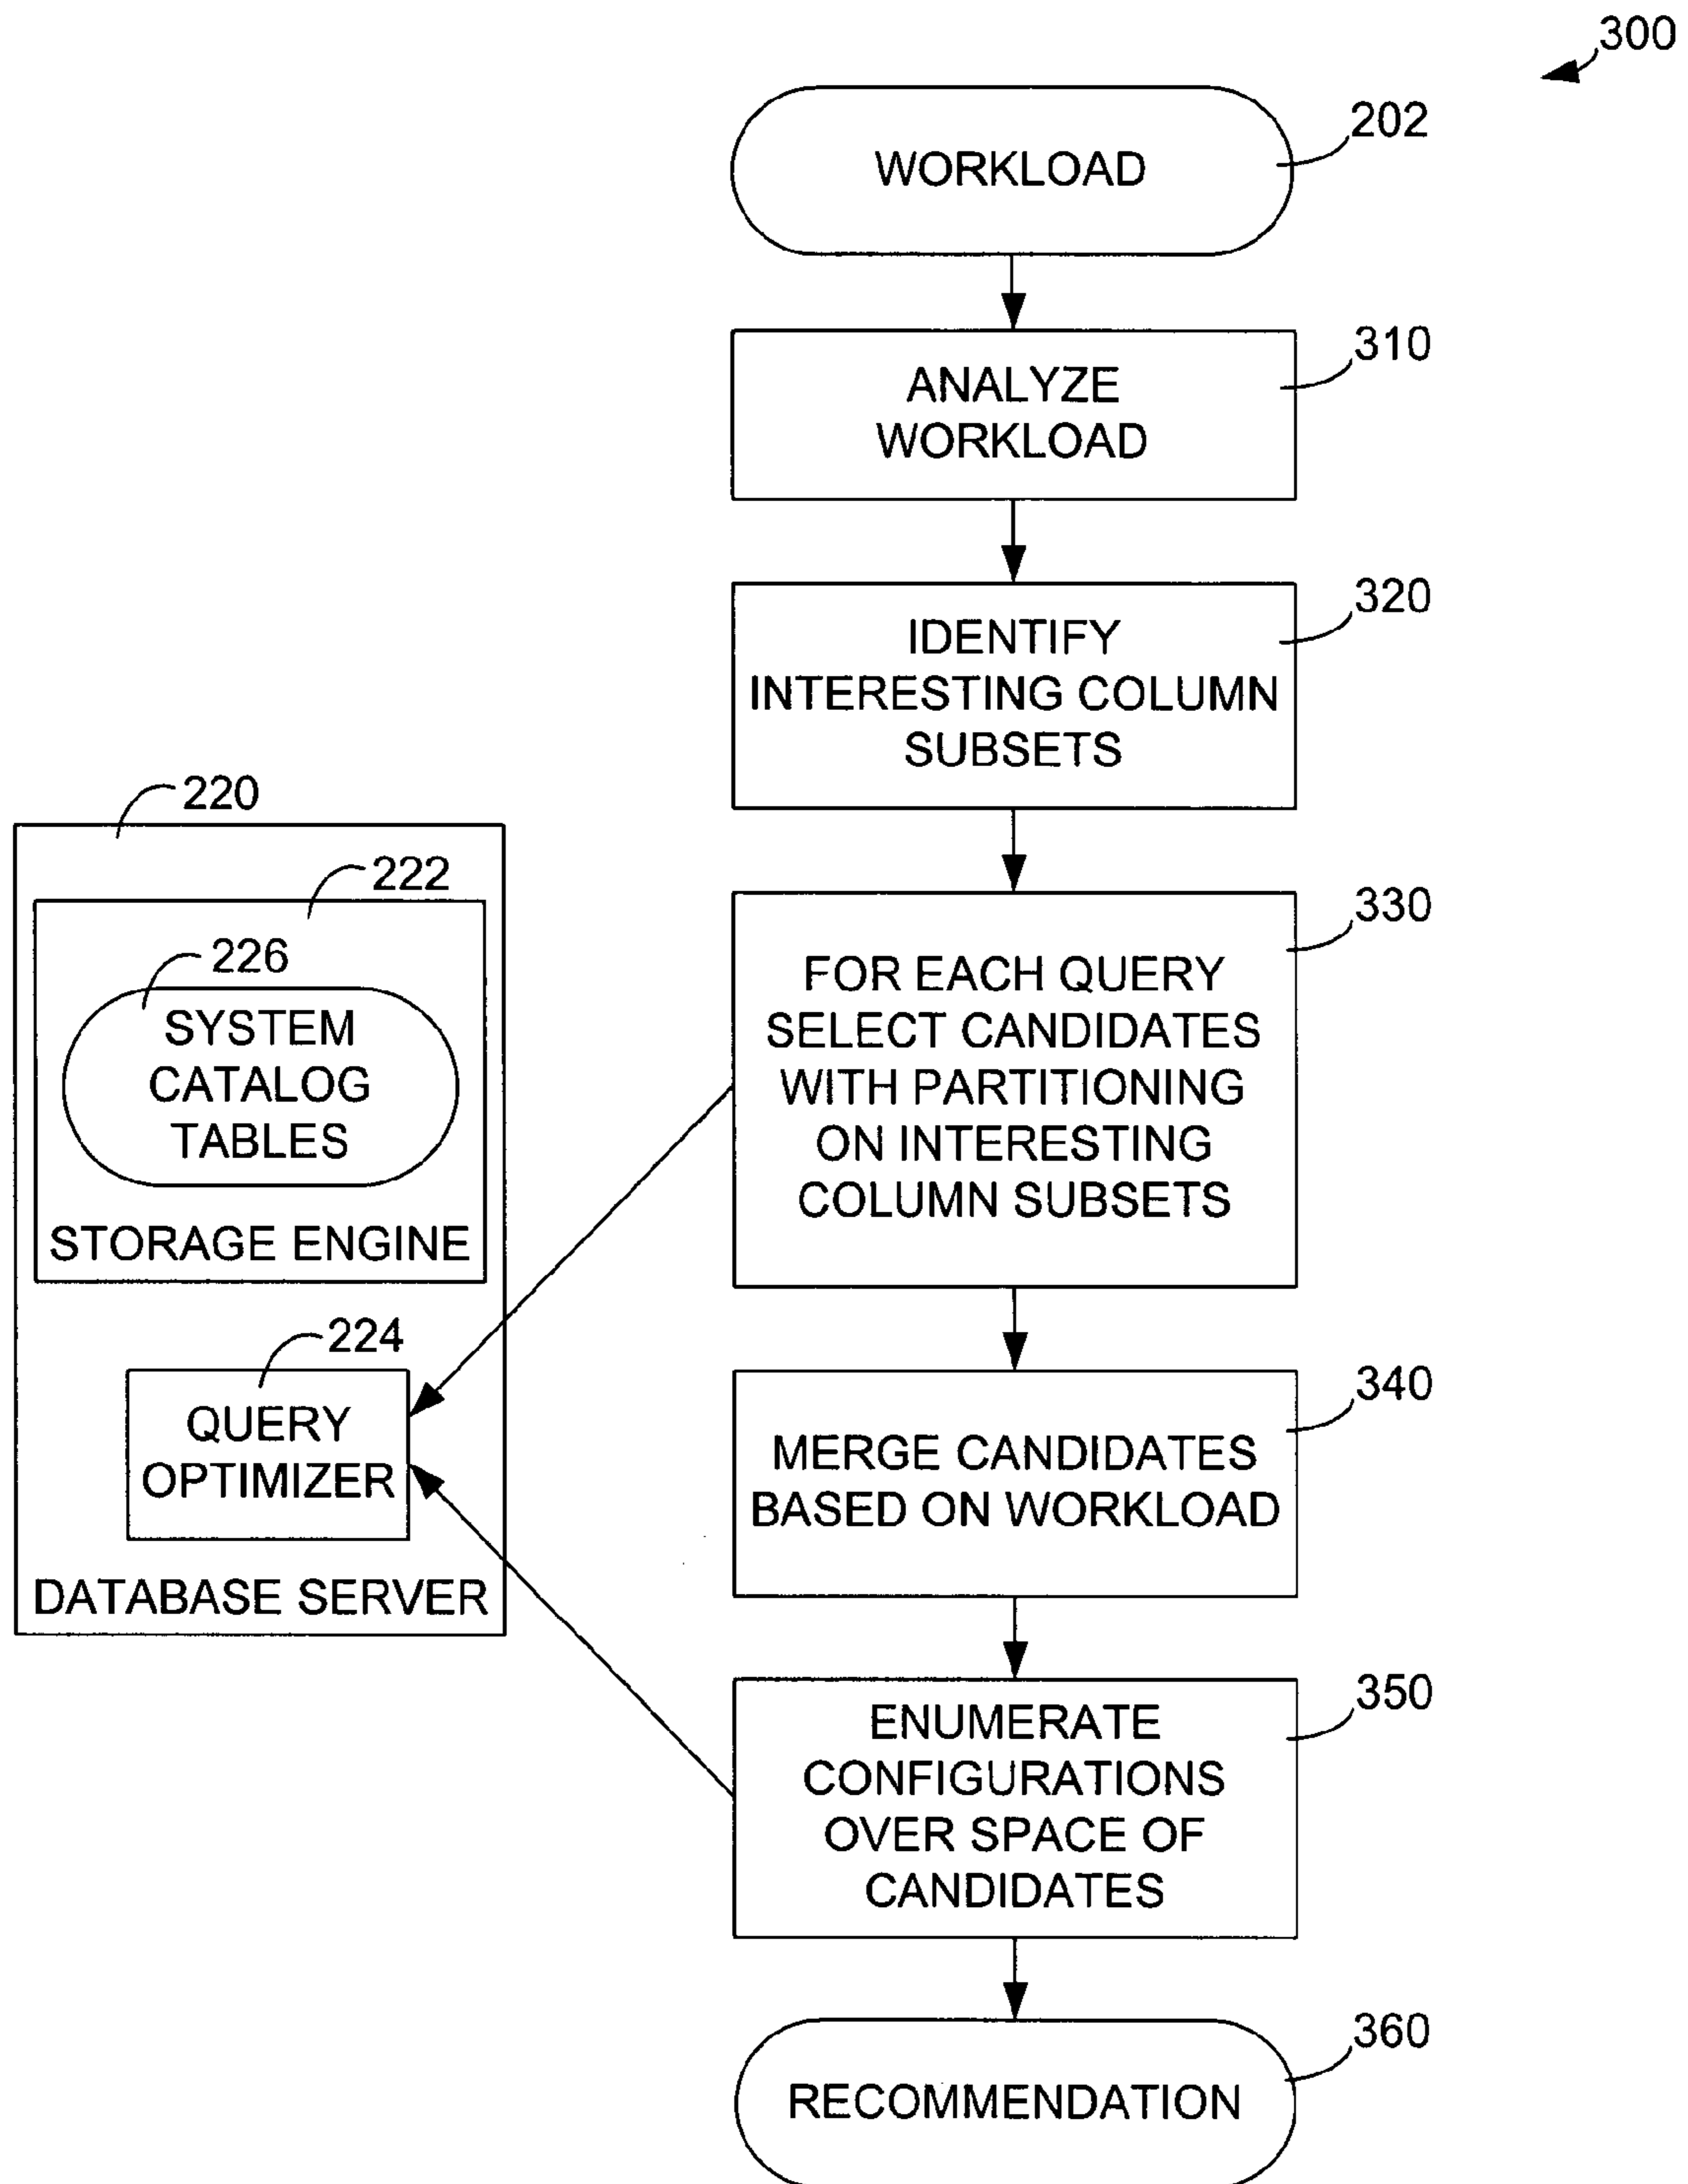 300
202
WORKLOAD
310
ANALYZE
WORKLOAD
320
IDENTIFY
INTERESTING COLUMN
SUBSETS
220
222
226
SYSTEM
CATALOG
TABLES
STORAGE ENGINE
224
QUERY
OPTIMIZER
DATABASE SERVER
330
FOR EACH QUERY
SELECT CANDIDATES
WITH PARTITIONING
ON INTERESTING
COLUMN SUBSETS
340
MERGE CANDIDATES
BASED ON WORKLOAD
350
ENUMERATE
CONFIGURATIONS
OVER SPACE OF
CANDIDATES
360
RECOMMENDATION